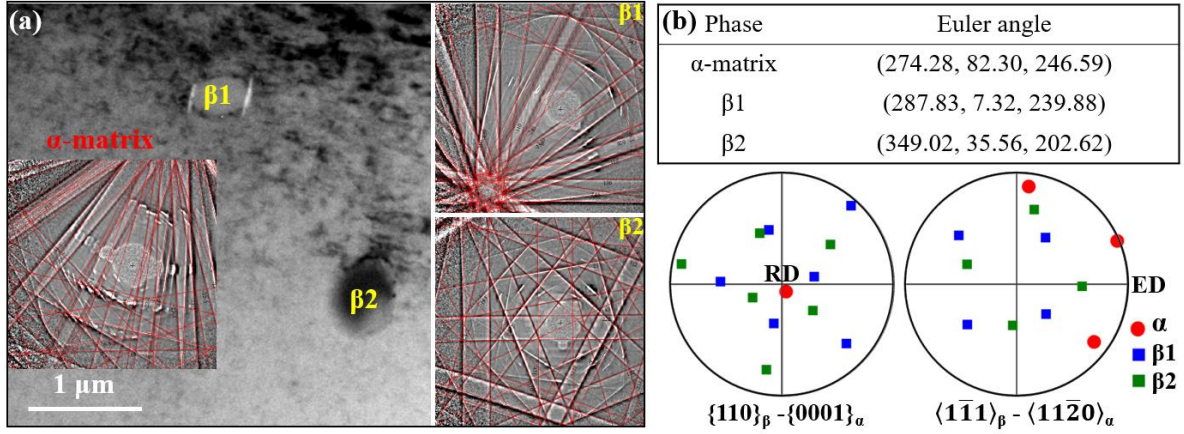 (a)
β1
α-matrix
β2
1 μm
β1
β2
(b)
Phase Euler angle
α-matrix (274.28, 82.30, 246.59)
β1 (287.83, 7.32, 239.88)
β2 (349.02, 35.56, 202.62)
RD
ED
α
β1
β2
{110}β -{0001}α
⟨11̅1⟩β - ⟨112̅0⟩α